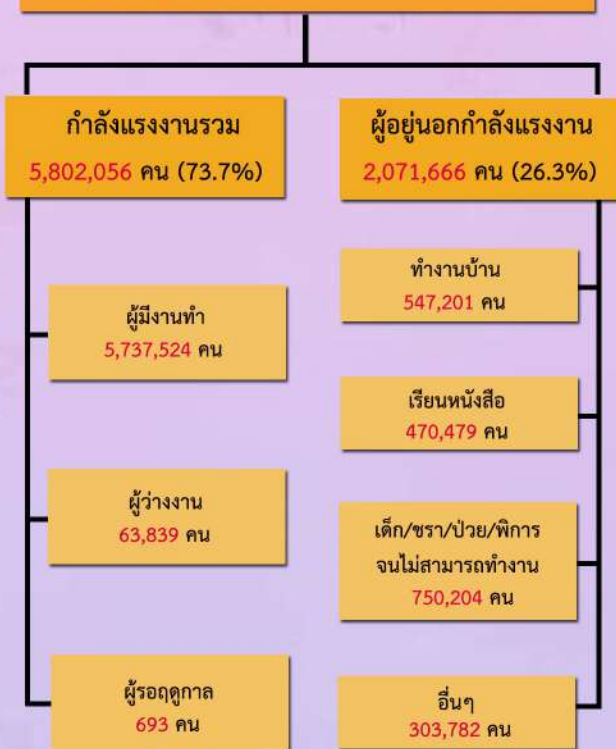 กำลังแรงงานรวม
5,802,056 คน (73.7%)
ผู้มีงานทำ
5,737,524 คน
ผู้ว่างงาน
63,839 คน
ผู้รอฤดูกาล
693 คน
ผู้อยู่นอกกำลังแรงงาน
2,071,666 คน (26.3%)
ทำงานบ้าน
547,201 คน
เรียนหนังสือ
470,479 คน
เด็ก/ชรา/ป่วย/พิการ
จนไม่สามารถทำงาน
750,204 คน
อื่นๆ
303,782 คน